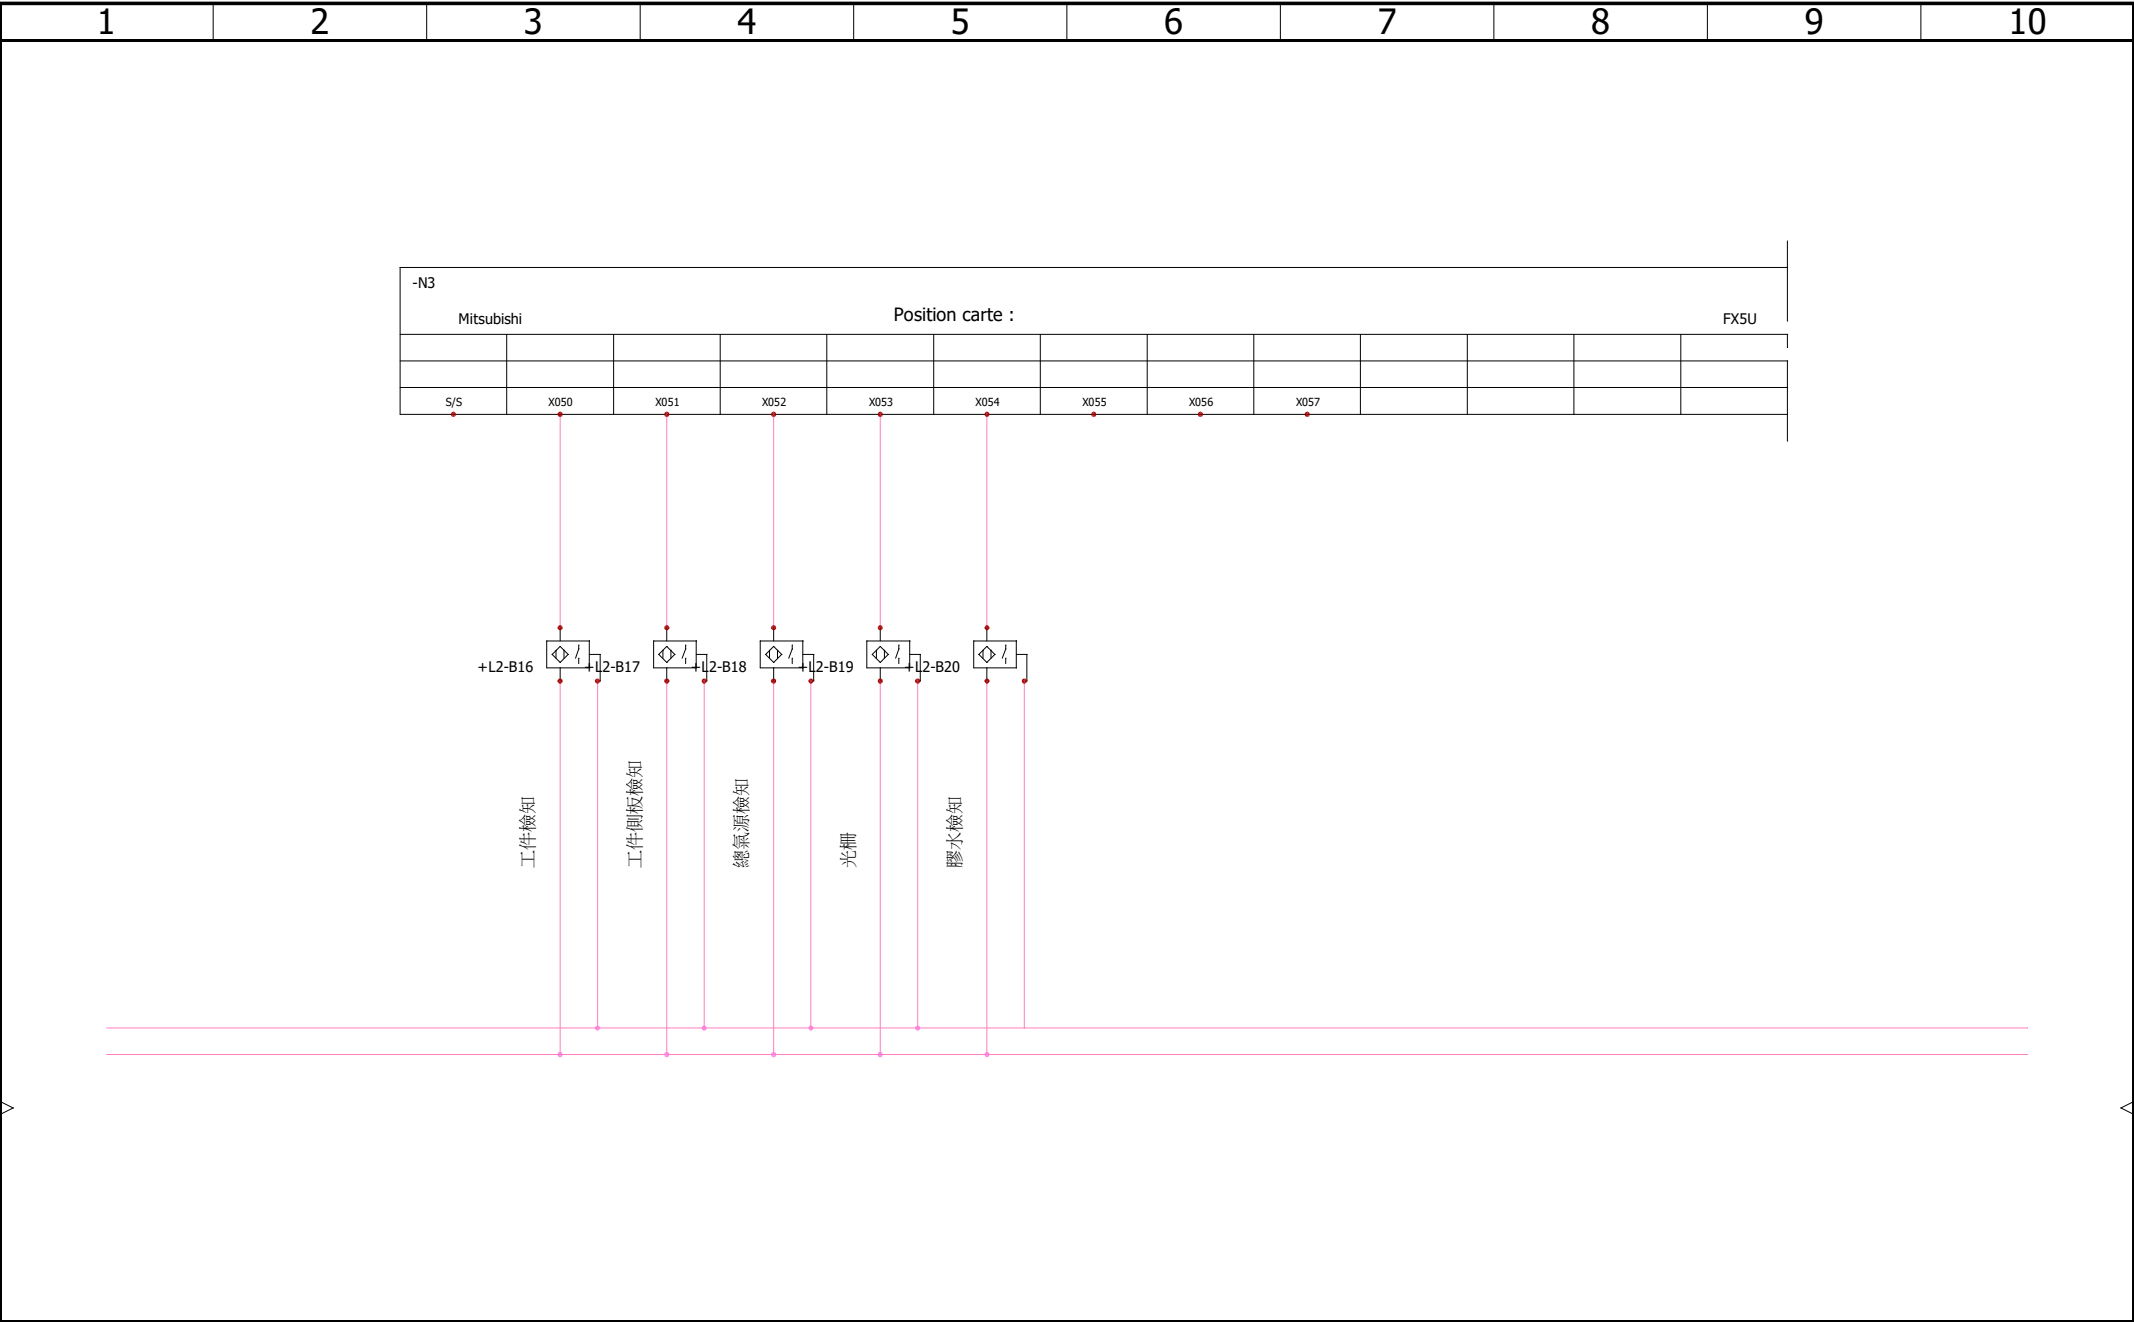 1 2 3 4 5 6 7 8 9 10
-N3
Mitsubishi Position carte : FX5U
S/S X050 X051 X052 X053 X054 X055 X056 X057
+L2-B16 +L2-B17 +L2-B18 +L2-B19 +L2-B20
工件檢知
工件側板檢知
總氣源檢知
光柵
膠水檢知